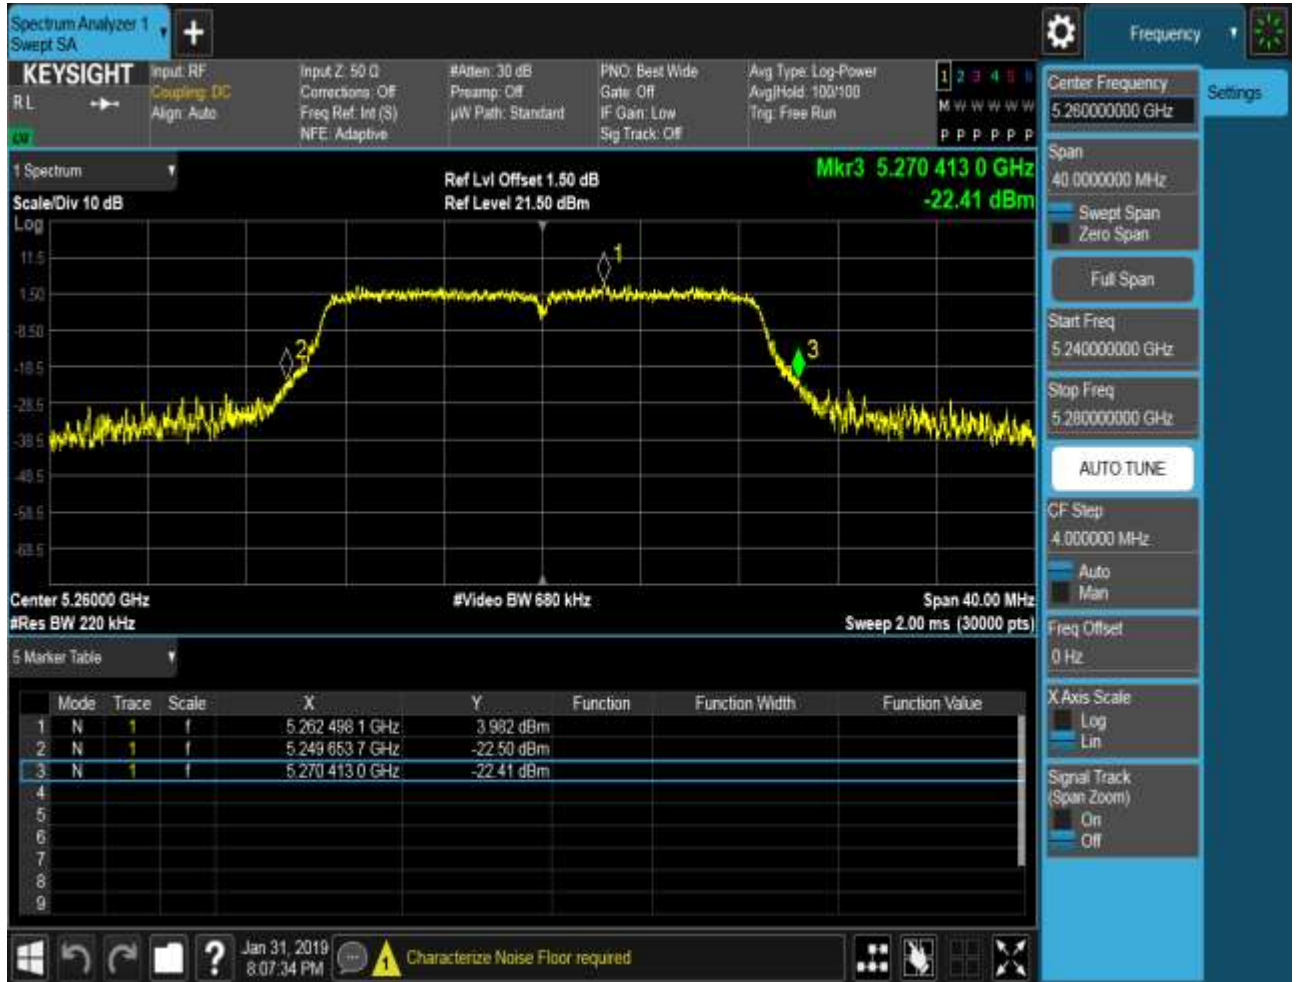 Spectrum Analyzer 1
Swept SA
+
Frequency
KEYSIGHT
RL
Input: RF
Coupling: DC
Align: Auto
Input Z: 50 Ω
Corrections: Off
Freq Ref: Int (S)
NFE: Adaptive
#Atten: 30 dB
Preamp: Off
µW Path: Standard
PNO: Best Wide
Gate: Off
IF Gain: Low
Sig Track: Off
Avg Type: Log-Power
Avg|Hold: 100/100
Trig: Free Run
1 2 3 4 5 6
M W W W W W
P P P P P P
1 Spectrum
Scale/Div 10 dB
Ref Lvl Offset 1.50 dB
Ref Level 21.50 dBm
Mkr3 5.270 413 0 GHz
-22.41 dBm
Log
11.5
1.50
-8.50
-18.5
-28.5
-38.5
-48.5
-58.5
-68.5
1
2
3
Center 5.26000 GHz
#Res BW 220 kHz
#Video BW 680 kHz
Span 40.00 MHz
Sweep 2.00 ms (30000 pts)
5 Marker Table
Mode Trace Scale X Y Function Function Width Function Value
1 N 1 f 5.262 498 1 GHz 3.982 dBm
2 N 1 f 5.249 653 7 GHz -22.50 dBm
3 N 1 f 5.270 413 0 GHz -22.41 dBm
4
5
6
7
8
9
Center Frequency
5.260000000 GHz
Settings
Span
40.0000000 MHz
Swept Span
Zero Span
Full Span
Start Freq
5.240000000 GHz
Stop Freq
5.280000000 GHz
AUTO TUNE
CF Step
4.000000 MHz
Auto
Man
Freq Offset
0 Hz
X Axis Scale
Log
Lin
Signal Track
(Span Zoom)
On
Off
?
Jan 31, 2019
8:07:34 PM
1
Characterize Noise Floor required